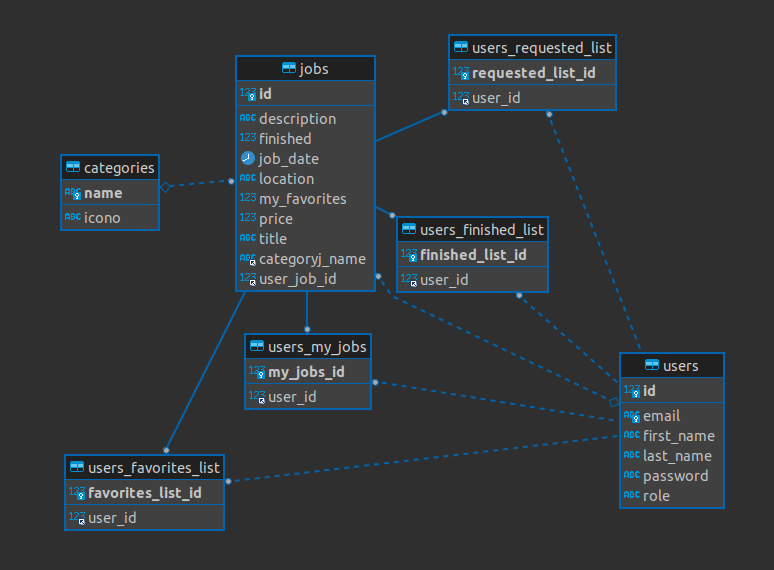 users_requested_list
requested_list_id
user_id
jobs
id
description
finished
job_date
location
my_favorites
price
title
categoryj_name
user_job_id
categories
name
icono
users_finished_list
finished_list_id
user_id
users_my_jobs
my_jobs_id
user_id
users
id
email
first_name
last_name
password
role
users_favorites_list
favorites_list_id
user_id